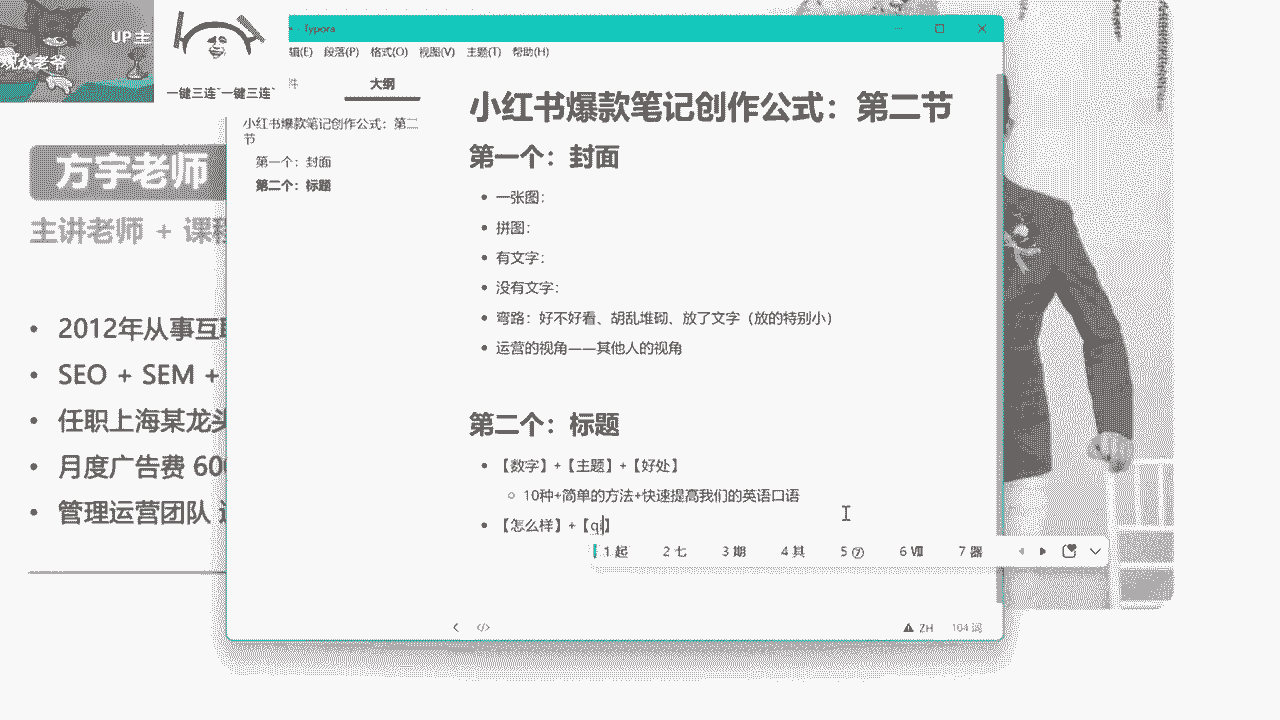 UP主
观众老爷
一键三连`一键三连`
Typora
辑(E) 段落(P) 格式(O) 视图(V) 主题(T) 帮助(H)
件 大纲
小红书爆款笔记创作公式：第二
节
第一个：封面
第二个：标题
方宇老师
主讲老师 + 课程
2012年从事互联
SEO + SEM +
任职上海某龙头
月度广告费 600
管理运营团队
小红书爆款笔记创作公式：第二节
第一个：封面
一张图：
拼图：
有文字：
没有文字：
弯路：好不好看、胡乱堆砌、放了文字（放的特别小）
运营的视角——其他人的视角
第二个：标题
【数字】+【主题】+【好处】
10种+简单的方法+快速提高我们的英语口语
【怎么样】+【qi】
1 起 2 七 3 期 4 其 5 ⑦ 6 Ⅶ 7 器
ZH 104 词